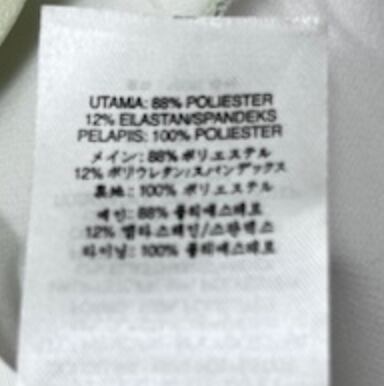 UTAMA: 88% POLIESTER
12% ELASTAN/SPANDEKS
PELAPIS: 100% POLIESTER
メイン: 88% ポリエステル
12% ポリウレタン/スパンデックス
裏地: 100% ポリエステル
메인: 88% 폴리에스테르
12% 엘라스테인/스판덱스
라이닝: 100% 폴리에스테르